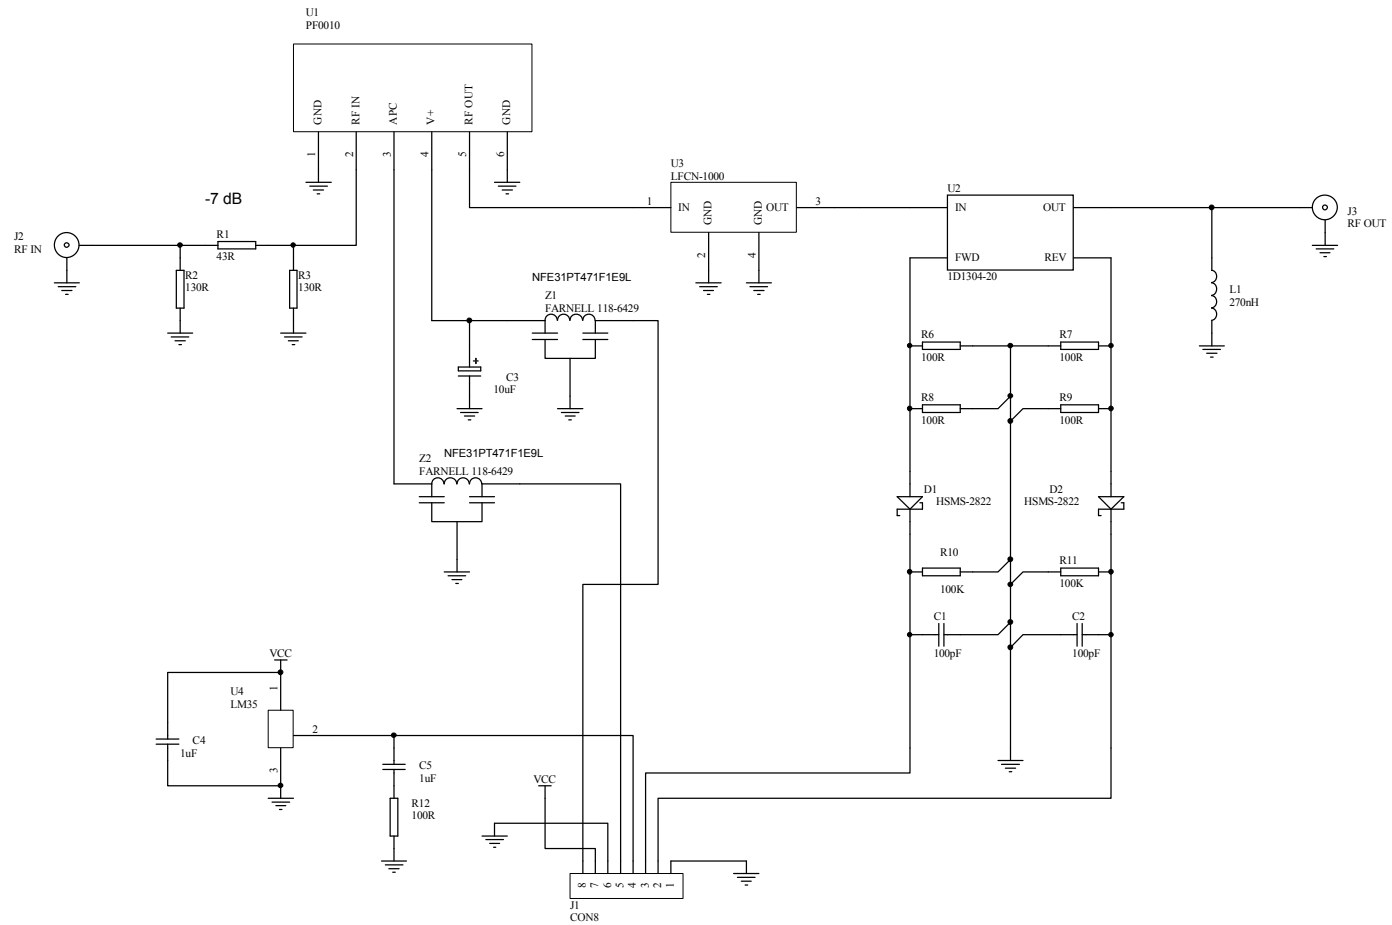 U1
PF0010
GND
RF IN
APC
V+
RF OUT
GND
1
2
3
4
5
6
-7 dB
J2
RF IN
R1
43R
R2
130R
R3
130R
U3
LFCN-1000
1
IN
GND
GND
OUT
3
2
4
U2
IN
OUT
FWD
REV
1D1304-20
J3
RF OUT
L1
270nH
NFE31PT471F1E9L
Z1
FARNELL 118-6429
+
C3
10uF
Z2
NFE31PT471F1E9L
FARNELL 118-6429
R6
100R
R7
100R
R8
100R
R9
100R
D1
HSMS-2822
D2
HSMS-2822
R10
100K
R11
100K
C1
100pF
C2
100pF
VCC
1
U4
LM35
2
3
C4
1uF
C5
1uF
R12
100R
VCC
8
7
6
5
4
3
2
1
J1
CON8